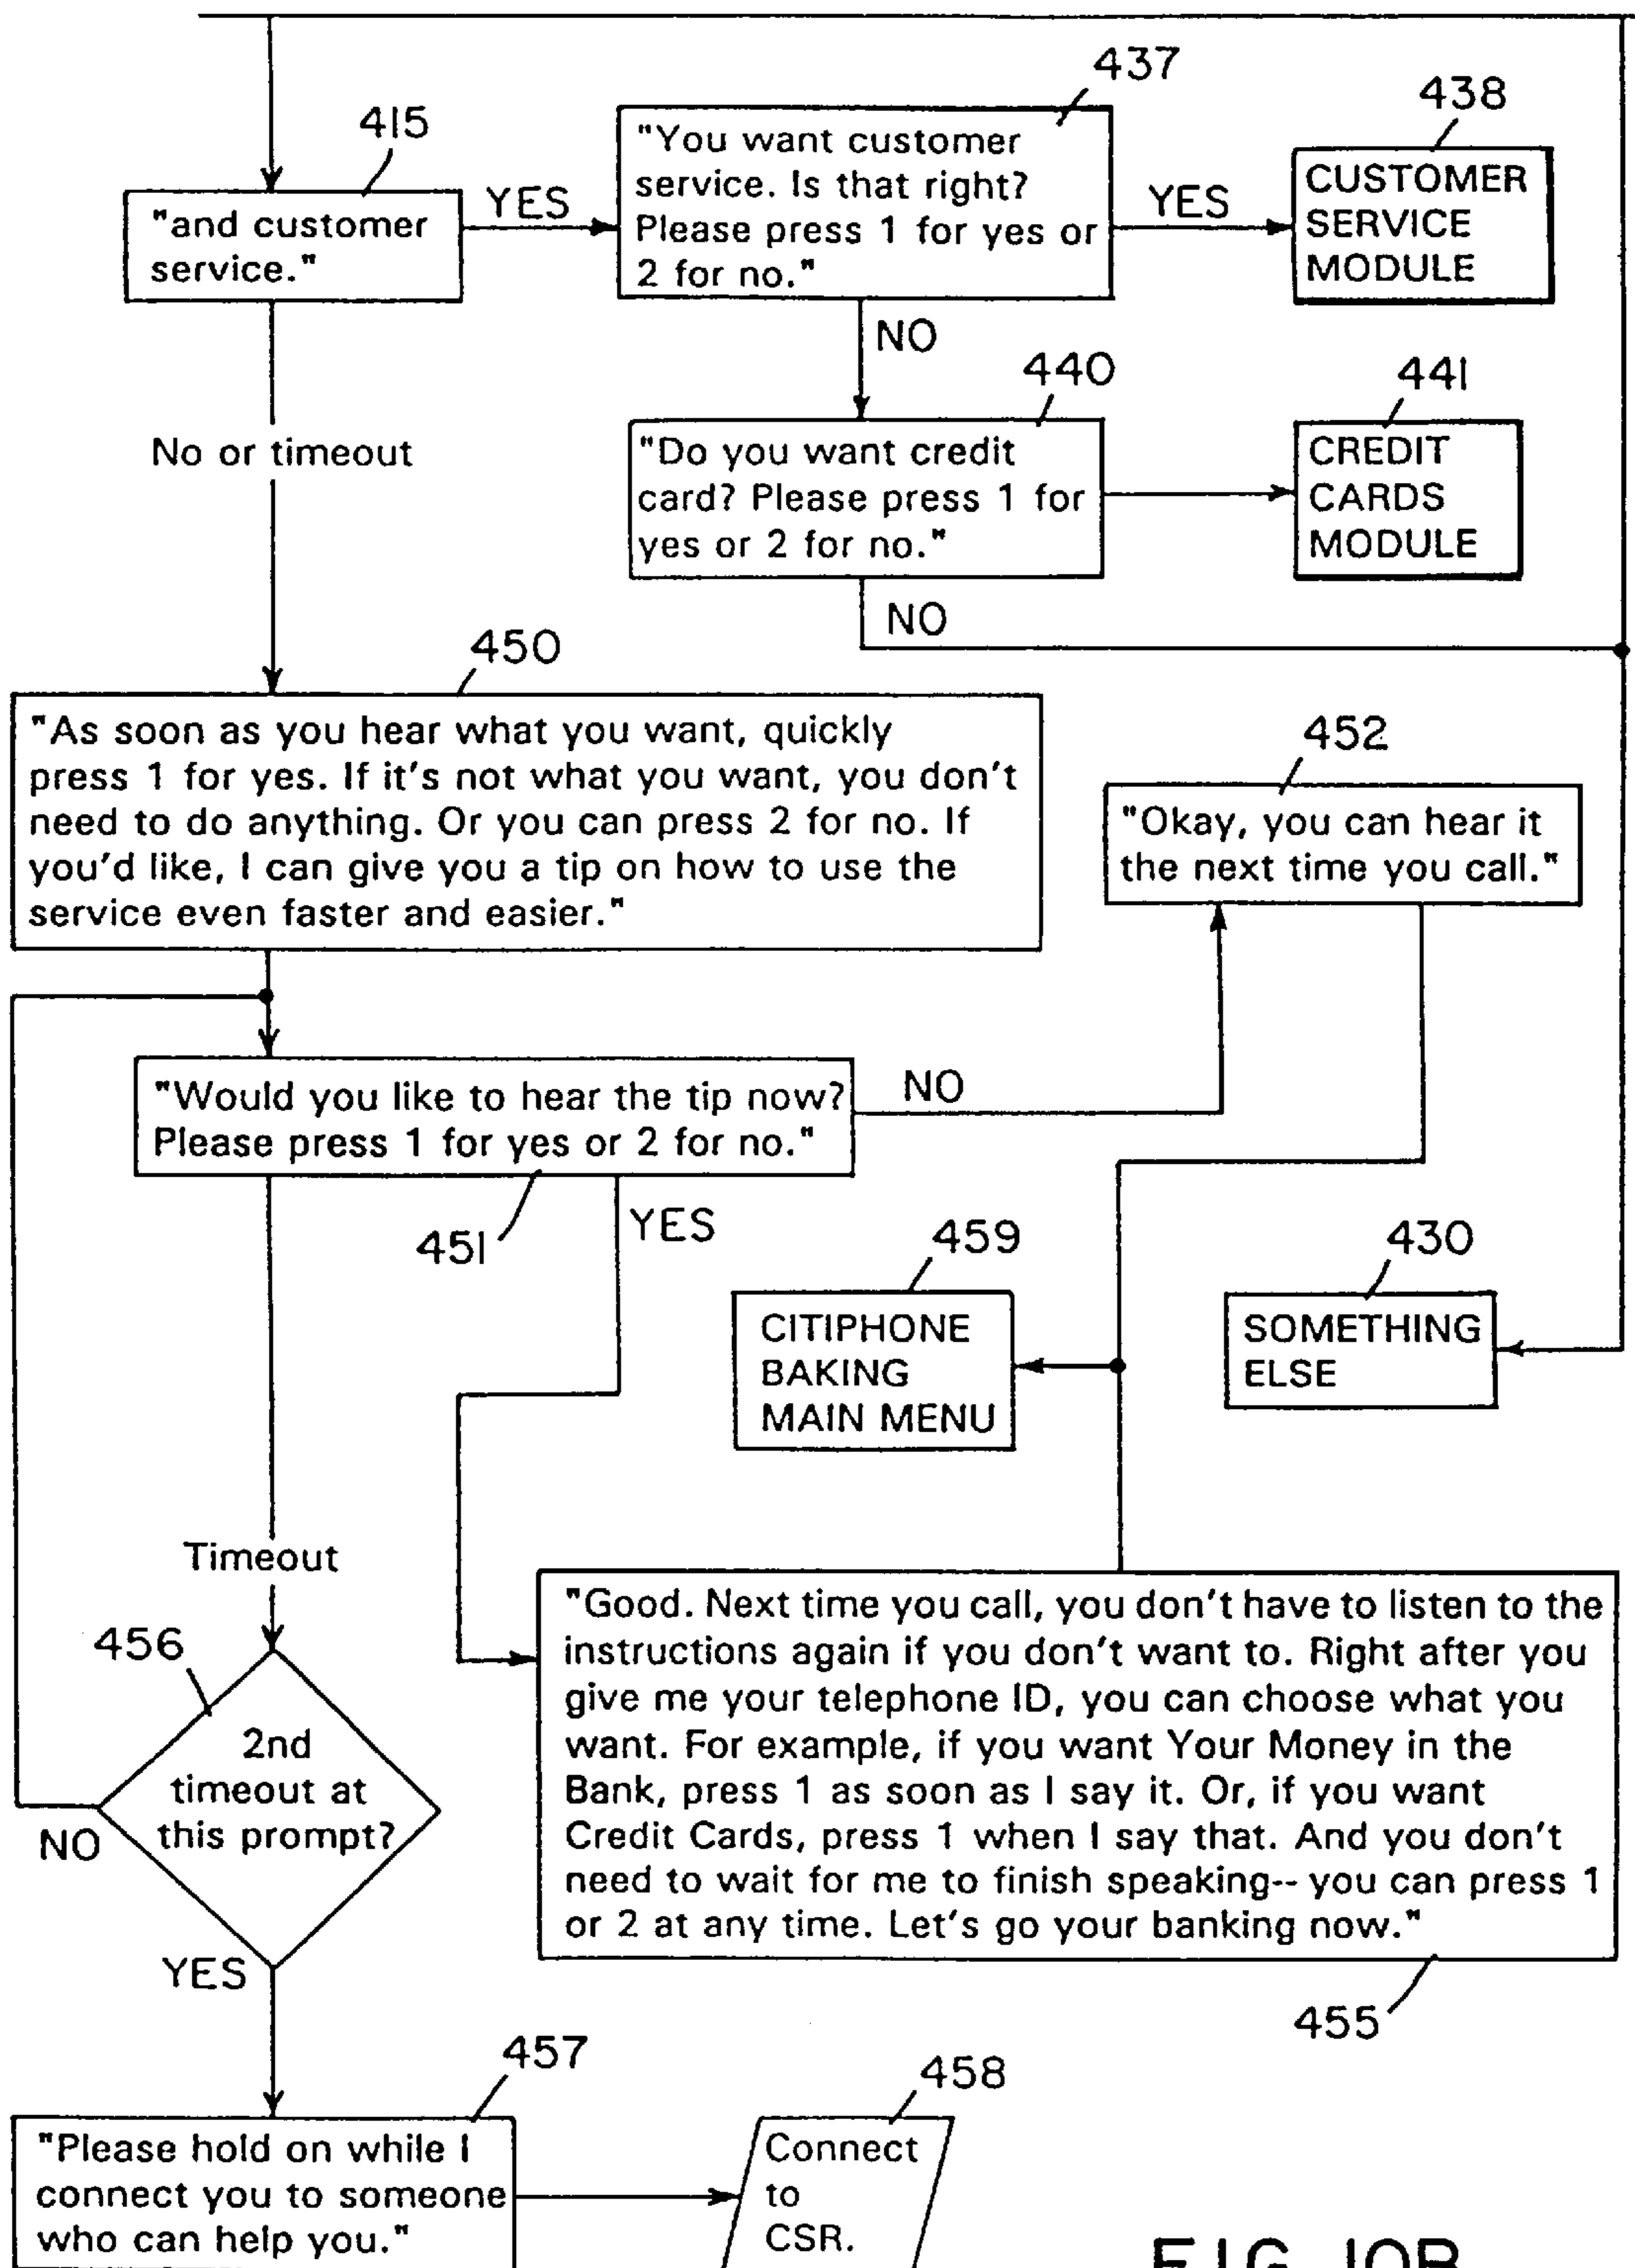 437
438
415
"You want customer
service. Is that right?
Please press 1 for yes or
2 for no."
CUSTOMER
SERVICE
MODULE
"and customer
service."
YES
YES
NO
440
441
No or timeout
"Do you want credit
card? Please press 1 for
yes or 2 for no."
CREDIT
CARDS
MODULE
NO
450
"As soon as you hear what you want, quickly
press 1 for yes. If it's not what you want, you don't
need to do anything. Or you can press 2 for no. If
you'd like, I can give you a tip on how to use the
service even faster and easier."
452
"Okay, you can hear it
the next time you call."
"Would you like to hear the tip now?
Please press 1 for yes or 2 for no."
NO
451
YES
459
430
CITIPHONE
BAKING
MAIN MENU
SOMETHING
ELSE
Timeout
456
2nd
timeout at
this prompt?
NO
YES
"Good. Next time you call, you don't have to listen to the
instructions again if you don't want to. Right after you
give me your telephone ID, you can choose what you
want. For example, if you want Your Money in the
Bank, press 1 as soon as I say it. Or, if you want
Credit Cards, press 1 when I say that. And you don't
need to wait for me to finish speaking-- you can press 1
or 2 at any time. Let's go your banking now."
455
457
458
"Please hold on while I
connect you to someone
who can help you."
Connect
to
CSR.
FIG. 10B